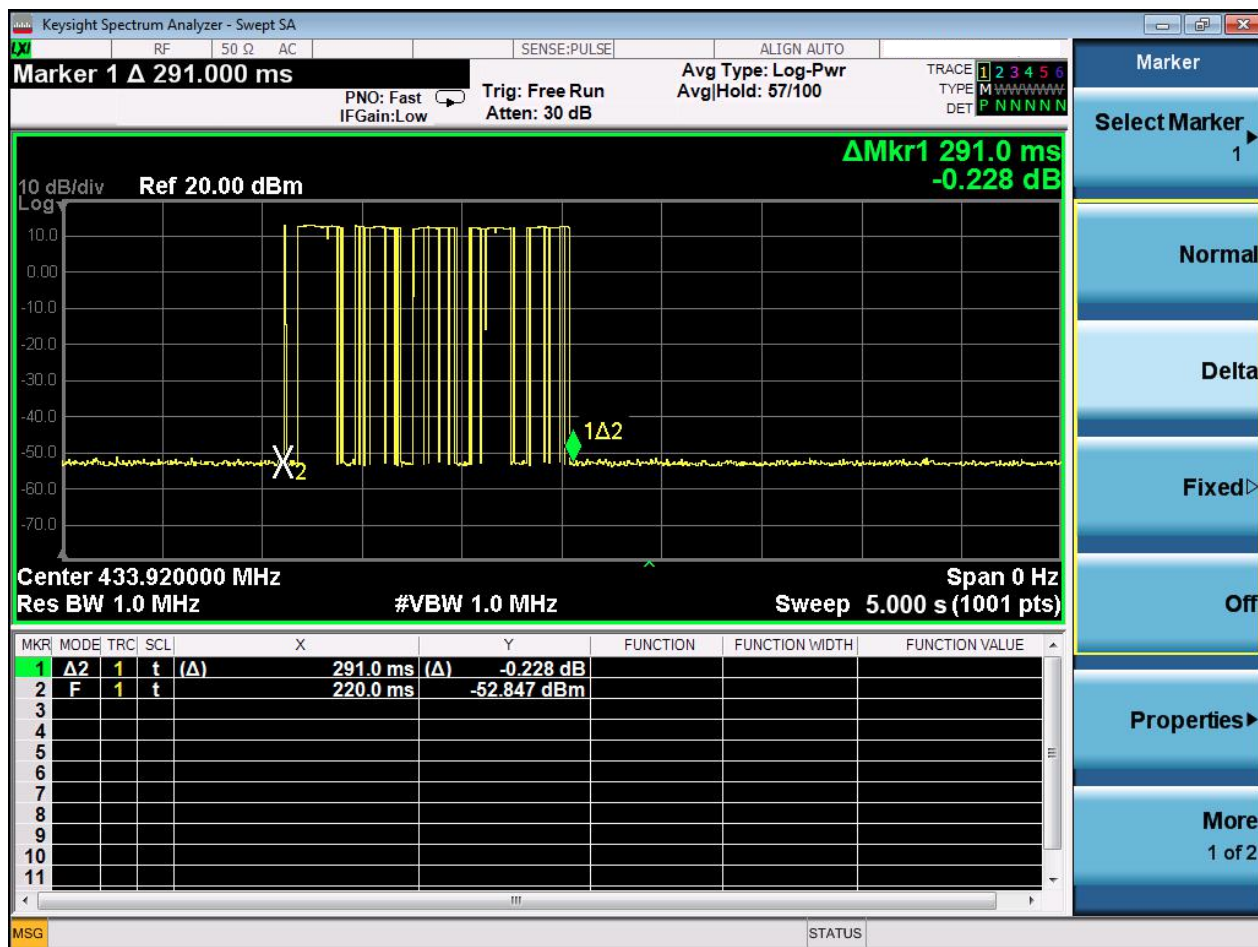 Keysight Spectrum Analyzer - Swept SA
LXI RF 50 Ω AC SENSE:PULSE ALIGN AUTO
Marker 1 Δ 291.000 ms
PNO: Fast
IFGain:Low
Trig: Free Run
Atten: 30 dB
Avg Type: Log-Pwr
Avg|Hold: 57/100
TRACE 1 2 3 4 5 6
TYPE M WWWWW
DET P N N N N N
ΔMkr1 291.0 ms
-0.228 dB
10 dB/div Ref 20.00 dBm
Log
10.0
0.00
-10.0
-20.0
-30.0
-40.0
-50.0
-60.0
-70.0
1Δ2
X2
Center 433.920000 MHz Span 0 Hz
Res BW 1.0 MHz #VBW 1.0 MHz Sweep 5.000 s (1001 pts)
MKR MODE TRC SCL X Y FUNCTION FUNCTION WIDTH FUNCTION VALUE
1 Δ2 1 t (Δ) 291.0 ms (Δ) -0.228 dB
2 F 1 t 220.0 ms -52.847 dBm
3
4
5
6
7
8
9
10
11
MSG STATUS
Marker
Select Marker
1
Normal
Delta
Fixed
Off
Properties
More
1 of 2